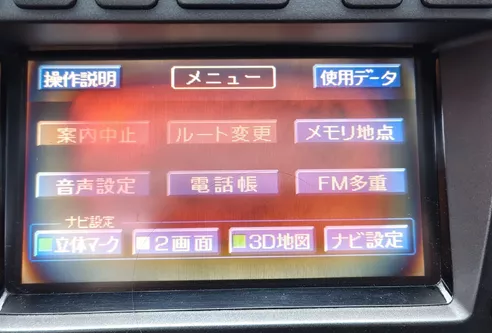 操作説明 メニュー 使用データ
案内中止 ルート変更 メモリ地点
音声設定 電話帳 FM多重
ナビ設定
立体マーク 2画面 3D地図 ナビ設定